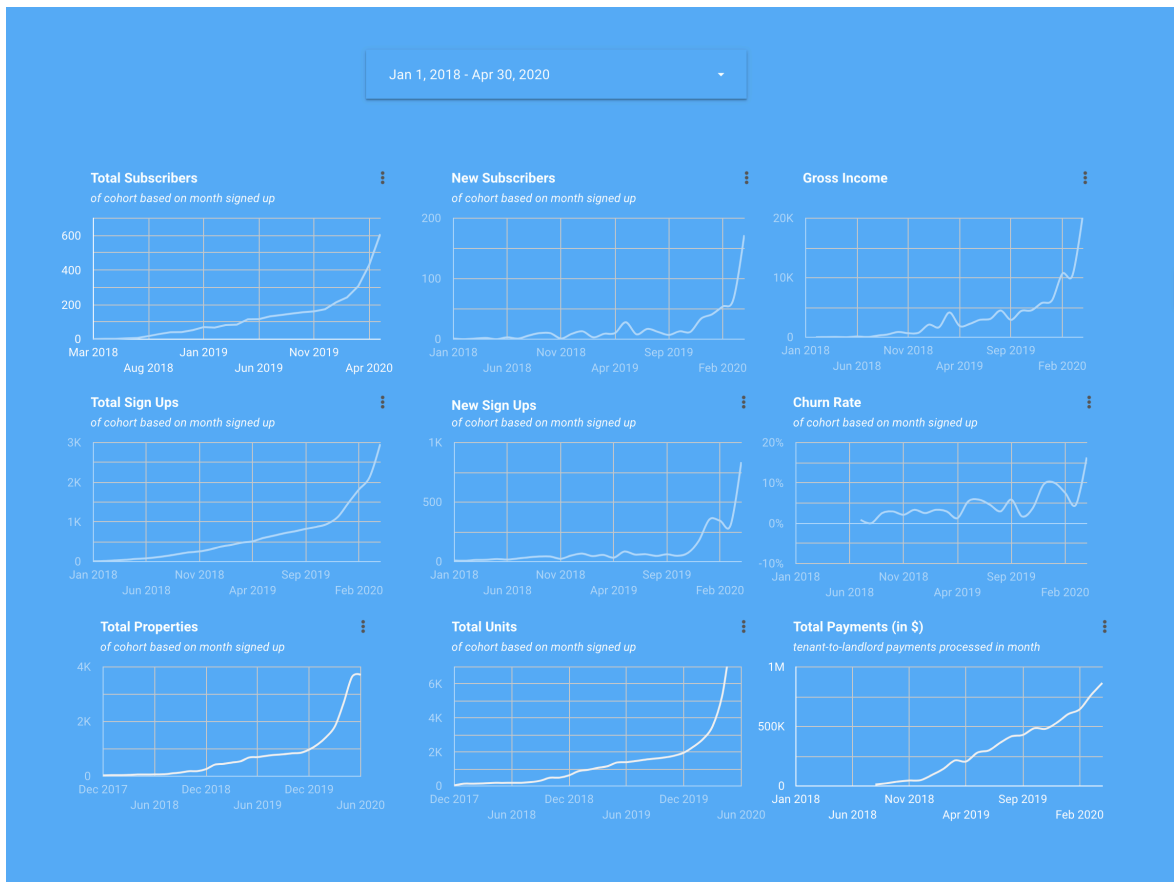 Jan 1, 2018 - Apr 30, 2020
Total Subscribers
of cohort based on month signed up
600
400
200
0
Mar 2018
Jan 2019
Nov 2019
Aug 2018
Jun 2019
Apr 2020
New Subscribers
of cohort based on month signed up
200
100
0
Jan 2018
Nov 2018
Sep 2019
Jun 2018
Apr 2019
Feb 2020
Gross Income
20K
10K
0
Jan 2018
Nov 2018
Sep 2019
Jun 2018
Apr 2019
Feb 2020
Total Sign Ups
of cohort based on month signed up
3K
2K
1K
0
Jan 2018
Nov 2018
Sep 2019
Jun 2018
Apr 2019
Feb 2020
New Sign Ups
of cohort based on month signed up
1K
500
0
Jan 2018
Nov 2018
Sep 2019
Jun 2018
Apr 2019
Feb 2020
Churn Rate
of cohort based on month signed up
20%
10%
0%
-10%
Jan 2018
Nov 2018
Sep 2019
Jun 2018
Apr 2019
Feb 2020
Total Properties
of cohort based on month signed up
4K
2K
0
Dec 2017
Dec 2018
Dec 2019
Jun 2018
Jun 2019
Jun 2020
Total Units
of cohort based on month signed up
6K
4K
2K
0
Dec 2017
Dec 2018
Dec 2019
Jun 2018
Jun 2019
Jun 2020
Total Payments (in $)
tenant-to-landlord payments processed in month
1M
500K
0
Jan 2018
Nov 2018
Sep 2019
Jun 2018
Apr 2019
Feb 2020